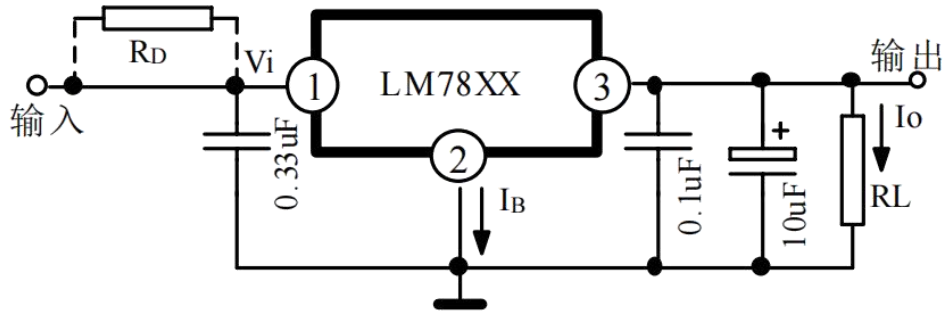 RD
Vi
输入
0.33uF
1
LM78XX
3
2
IB
0.1uF
+
10uF
输出
Io
RL